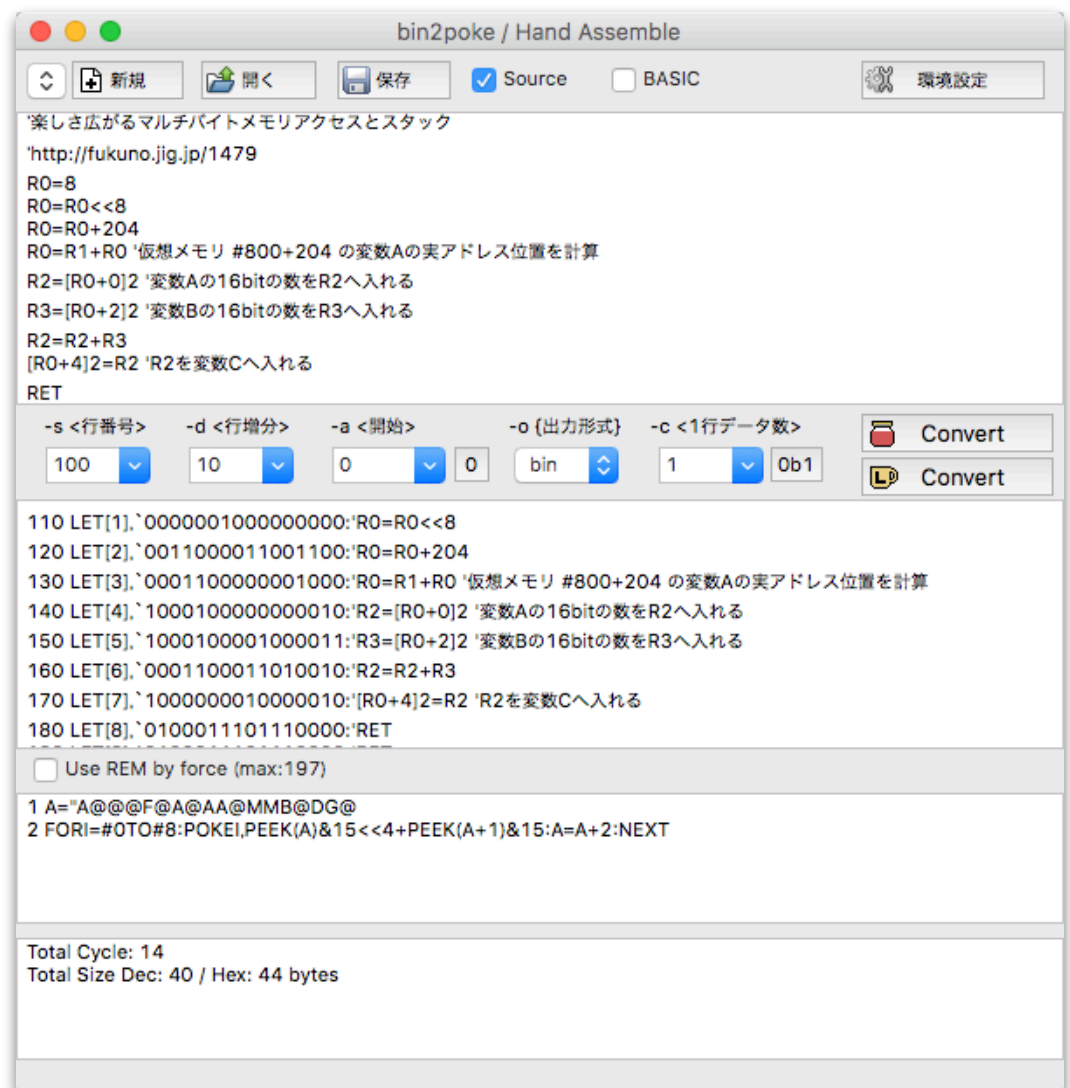 bin2poke / Hand Assemble
新規 開く 保存 Source BASIC 環境設定
'楽しさ広がるマルチバイトメモリアクセスとスタック
'http://fukuno.jig.jp/1479
R0=8
R0=R0<<8
R0=R0+204
R0=R1+R0 '仮想メモリ #800+204 の変数Aの実アドレス位置を計算
R2=[R0+0]2 '変数Aの16bitの数をR2へ入れる
R3=[R0+2]2 '変数Bの16bitの数をR3へ入れる
R2=R2+R3
[R0+4]2=R2 'R2を変数Cへ入れる
RET
-s <行番号> -d <行増分> -a <開始> -o {出力形式} -c <1行データ数> Convert
100 10 0 0 bin 1 0b1 Convert
110 LET[1],`0000001000000000:'R0=R0<<8
120 LET[2],`0011000011001100:'R0=R0+204
130 LET[3],`0001100000001000:'R0=R1+R0 '仮想メモリ #800+204 の変数Aの実アドレス位置を計算
140 LET[4],`1000100000000010:'R2=[R0+0]2 '変数Aの16bitの数をR2へ入れる
150 LET[5],`1000100001000011:'R3=[R0+2]2 '変数Bの16bitの数をR3へ入れる
160 LET[6],`0001100011010010:'R2=R2+R3
170 LET[7],`1000000010000010:'[R0+4]2=R2 'R2を変数Cへ入れる
180 LET[8],`0100011101110000:'RET
Use REM by force (max:197)
1 A="A@@@F@A@AA@MMB@DG@
2 FORI=#0TO#8:POKEI,PEEK(A)&15<<4+PEEK(A+1)&15:A=A+2:NEXT
Total Cycle: 14
Total Size Dec: 40 / Hex: 44 bytes